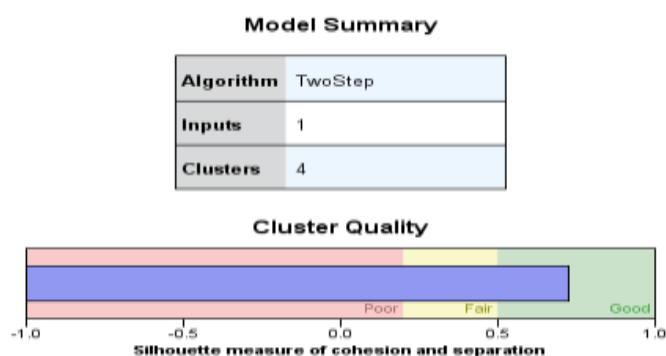 Model Summary
Algorithm TwoStep
Inputs 1
Clusters 4
Cluster Quality
Poor Fair Good
-1.0 -0.5 0.0 0.5 1.0
Silhouette measure of cohesion and separation